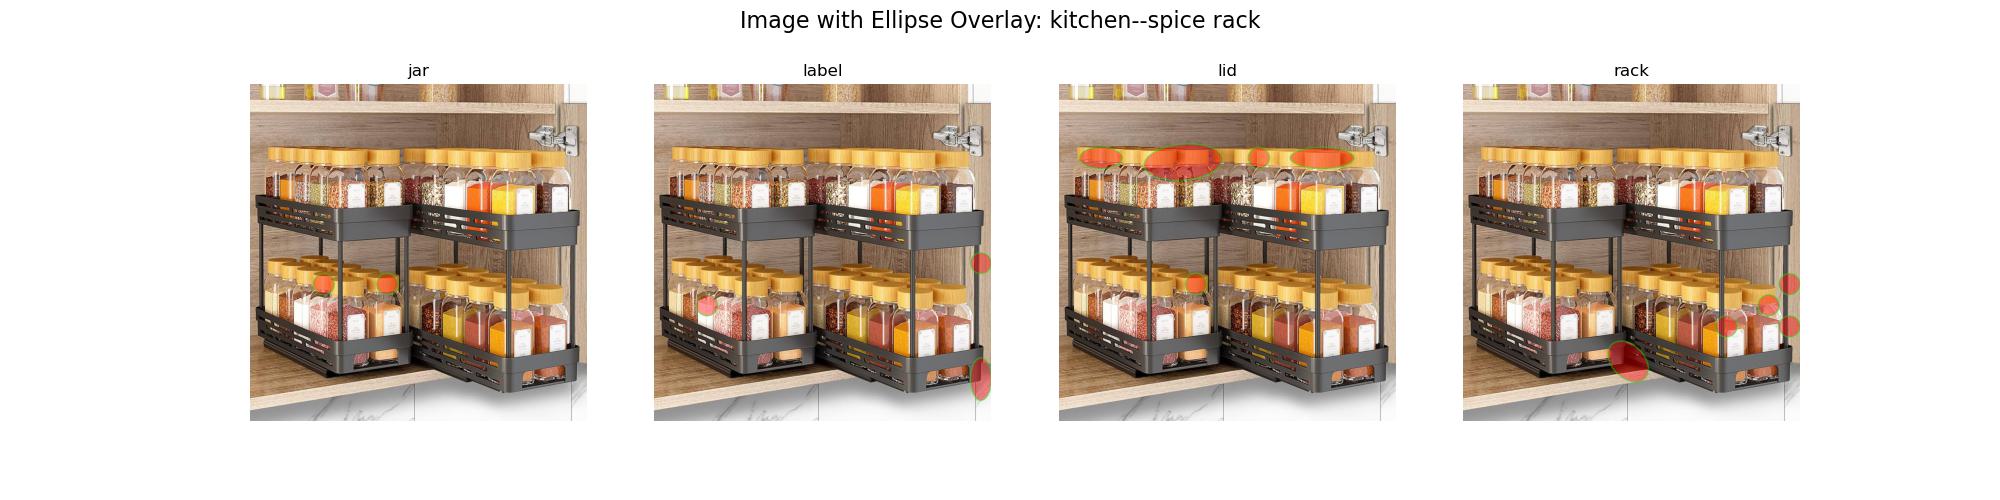 Image with Ellipse Overlay: kitchen--spice rack
jar
label
lid
rack